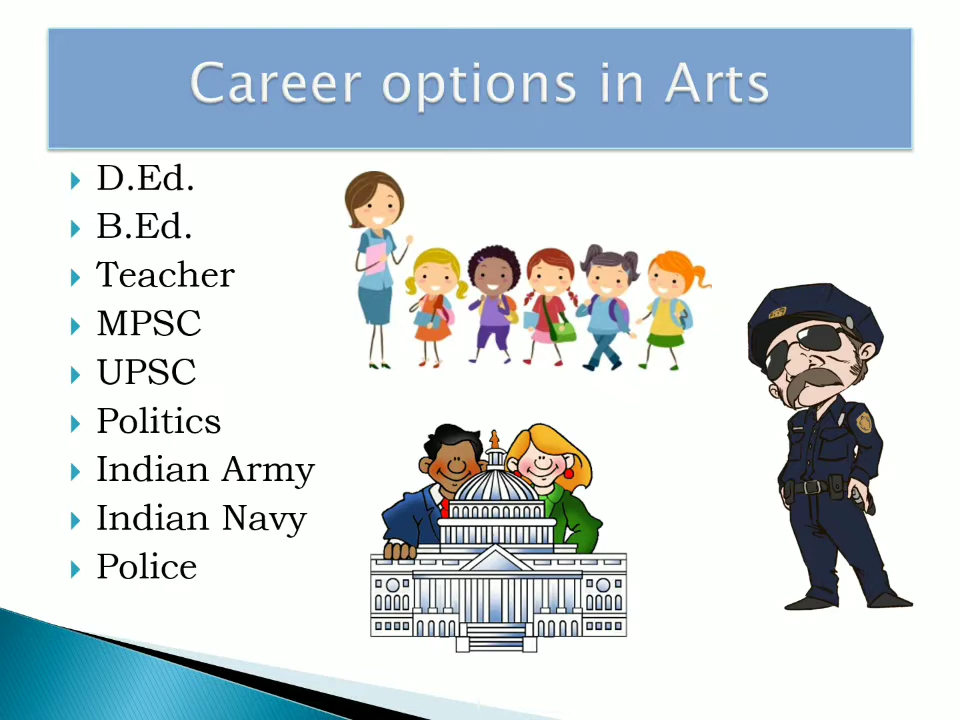 Career options in Arts
D.Ed.
B.Ed.
Teacher
MPSC
UPSC
Politics
Indian Army
Indian Navy
Police